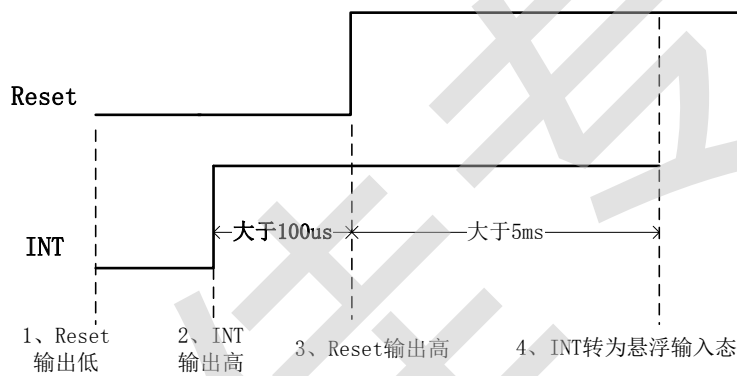 Reset
大于100us
大于5ms
INT
1、Reset
输出低
2、INT
输出高
3、Reset输出高
4、INT转为悬浮输入态